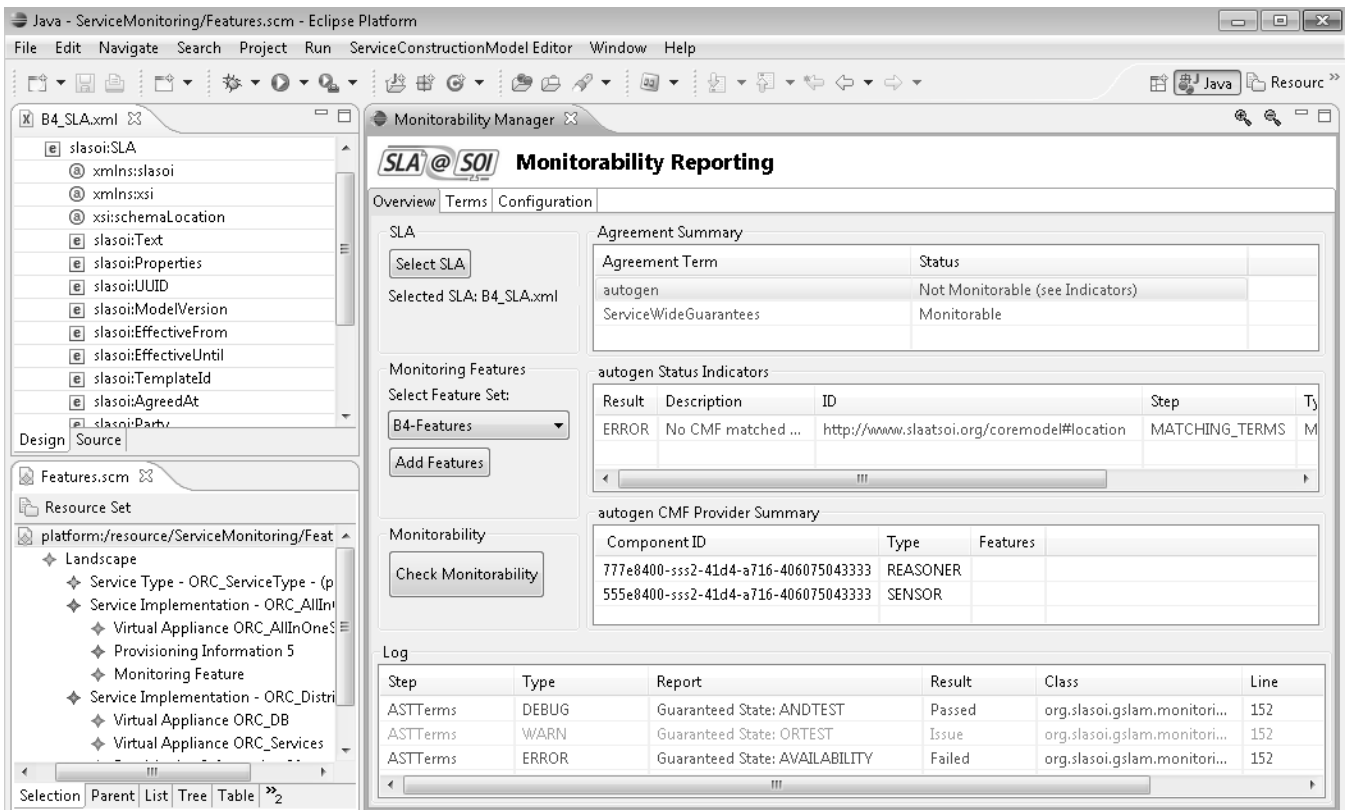 Java - ServiceMonitoring/Features.scm - Eclipse Platform
File Edit Navigate Search Project Run ServiceConstructionModel Editor Window Help
Java Resourc »
B4_SLA.xml
slasoi:SLA
xmlns:slasoi
xmlns:xsi
xsi:schemaLocation
slasoi:Text
slasoi:Properties
slasoi:UUID
slasoi:ModelVersion
slasoi:EffectiveFrom
slasoi:EffectiveUntil
slasoi:TemplateId
slasoi:AgreedAt
slasoi:Party
Design Source
Features.scm
Resource Set
platform:/resource/ServiceMonitoring/Feat
Landscape
Service Type - ORC_ServiceType - (p
Service Implementation - ORC_AllIn
Virtual Appliance ORC_AllInOneS
Provisioning Information 5
Monitoring Feature
Service Implementation - ORC_Distri
Virtual Appliance ORC_DB
Virtual Appliance ORC_Services
Selection Parent List Tree Table »2
Monitorability Manager
SLA @ SOI Monitorability Reporting
Overview Terms Configuration
SLA
Select SLA
Selected SLA: B4_SLA.xml
Monitoring Features
Select Feature Set:
B4-Features
Add Features
Monitorability
Check Monitorability
Agreement Summary
Agreement Term Status
autogen Not Monitorable (see Indicators)
ServiceWideGuarantees Monitorable
autogen Status Indicators
Result Description ID Step Ty
ERROR No CMF matched ... http://www.slaatsoi.org/coremodel#location MATCHING_TERMS M
autogen CMF Provider Summary
Component ID Type Features
777e8400-sss2-41d4-a716-406075043333 REASONER
555e8400-sss2-41d4-a716-406075043333 SENSOR
Log
Step Type Report Result Class Line
ASTTerms DEBUG Guaranteed State: ANDTEST Passed org.slasoi.gslam.monitori... 152
ASTTerms WARN Guaranteed State: ORTEST Issue org.slasoi.gslam.monitori... 152
ASTTerms ERROR Guaranteed State: AVAILABILITY Failed org.slasoi.gslam.monitori... 152